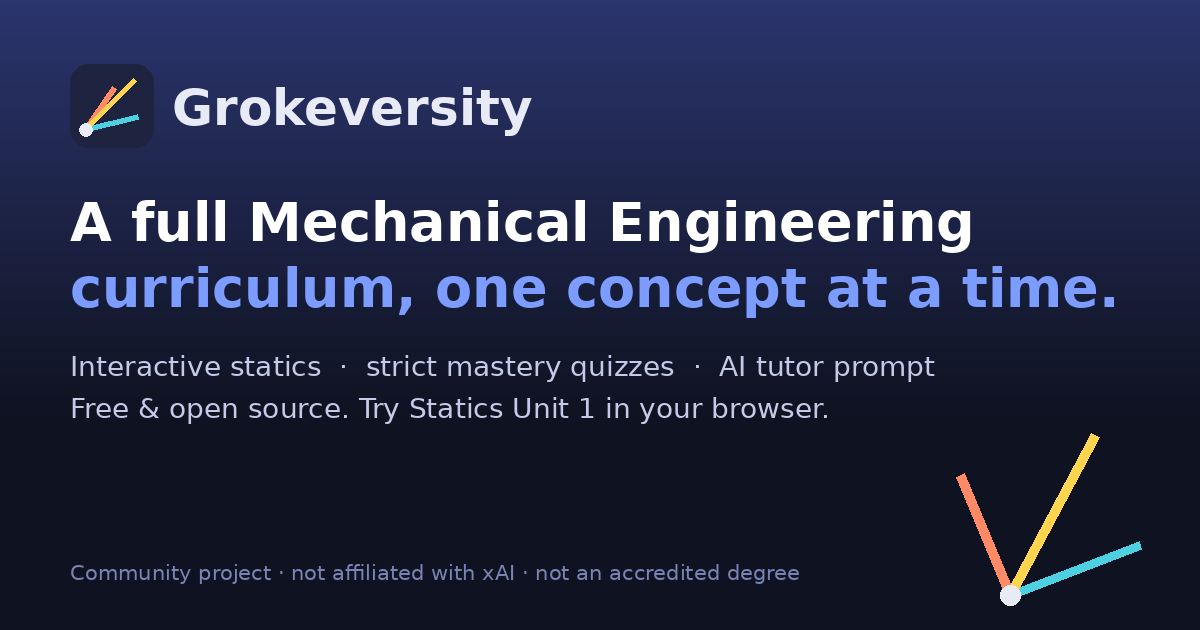 Grokeversity
A full Mechanical Engineering
curriculum, one concept at a time.
Interactive statics · strict mastery quizzes · AI tutor prompt
Free & open source. Try Statics Unit 1 in your browser.
Community project · not affiliated with xAI · not an accredited degree